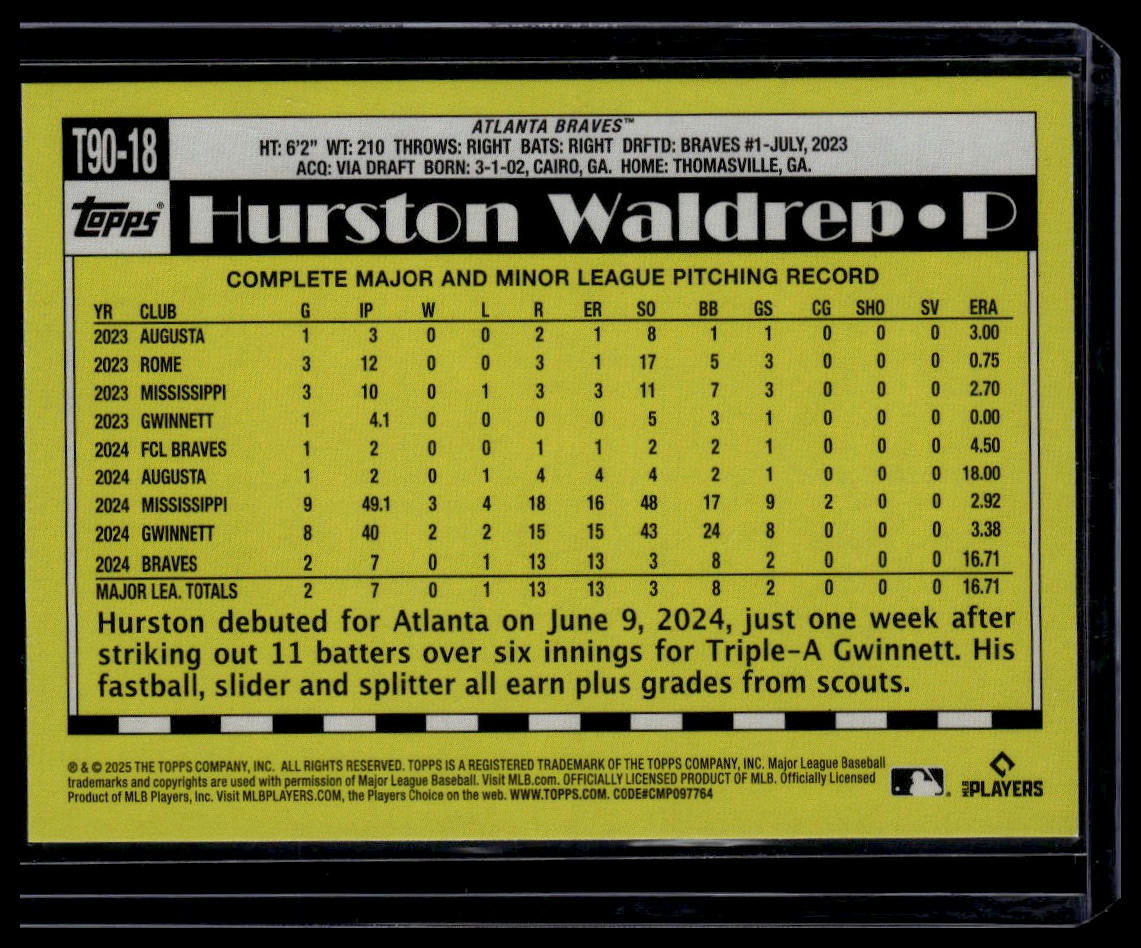 T90-18
ATLANTA BRAVES™
HT: 6'2" WT: 210 THROWS: RIGHT BATS: RIGHT DRFTD: BRAVES #1-JULY, 2023
ACQ: VIA DRAFT BORN: 3-1-02, CAIRO, GA. HOME: THOMASVILLE, GA.
topps®
Hurston Waldrep • P
COMPLETE MAJOR AND MINOR LEAGUE PITCHING RECORD
YR CLUB G IP W L R ER SO BB GS CG SHO SV ERA
2023 AUGUSTA 1 3 0 0 2 1 8 1 1 0 0 0 3.00
2023 ROME 3 12 0 0 3 1 17 5 3 0 0 0 0.75
2023 MISSISSIPPI 3 10 0 1 3 3 11 7 3 0 0 0 2.70
2023 GWINNETT 1 4.1 0 0 0 0 5 3 1 0 0 0 0.00
2024 FCL BRAVES 1 2 0 0 1 1 2 2 1 0 0 0 4.50
2024 AUGUSTA 1 2 0 1 4 4 4 2 1 0 0 0 18.00
2024 MISSISSIPPI 9 49.1 3 4 18 16 48 17 9 2 0 0 2.92
2024 GWINNETT 8 40 2 2 15 15 43 24 8 0 0 0 3.38
2024 BRAVES 2 7 0 1 13 13 3 8 2 0 0 0 16.71
MAJOR LEA. TOTALS 2 7 0 1 13 13 3 8 2 0 0 0 16.71
Hurston debuted for Atlanta on June 9, 2024, just one week after
striking out 11 batters over six innings for Triple-A Gwinnett. His
fastball, slider and splitter all earn plus grades from scouts.
® & © 2025 THE TOPPS COMPANY, INC. ALL RIGHTS RESERVED. TOPPS IS A REGISTERED TRADEMARK OF THE TOPPS COMPANY, INC. Major League Baseball
trademarks and copyrights are used with permission of Major League Baseball. Visit MLB.com. OFFICIALLY LICENSED PRODUCT OF MLB. Officially Licensed
Product of MLB Players, Inc. Visit MLBPLAYERS.COM, the Players Choice on the web. WWW.TOPPS.COM. CODE#CMP097764
MLB PLAYERS